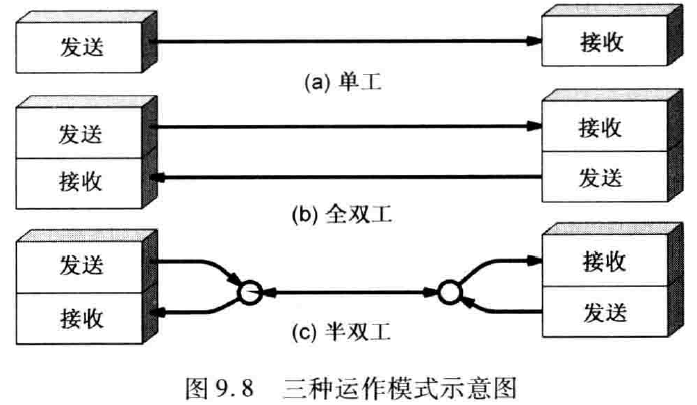 发送 接收
(a) 单工
发送 接收
接收 发送
(b) 全双工
发送 接收
接收 发送
(c) 半双工
图9.8 三种运作模式示意图